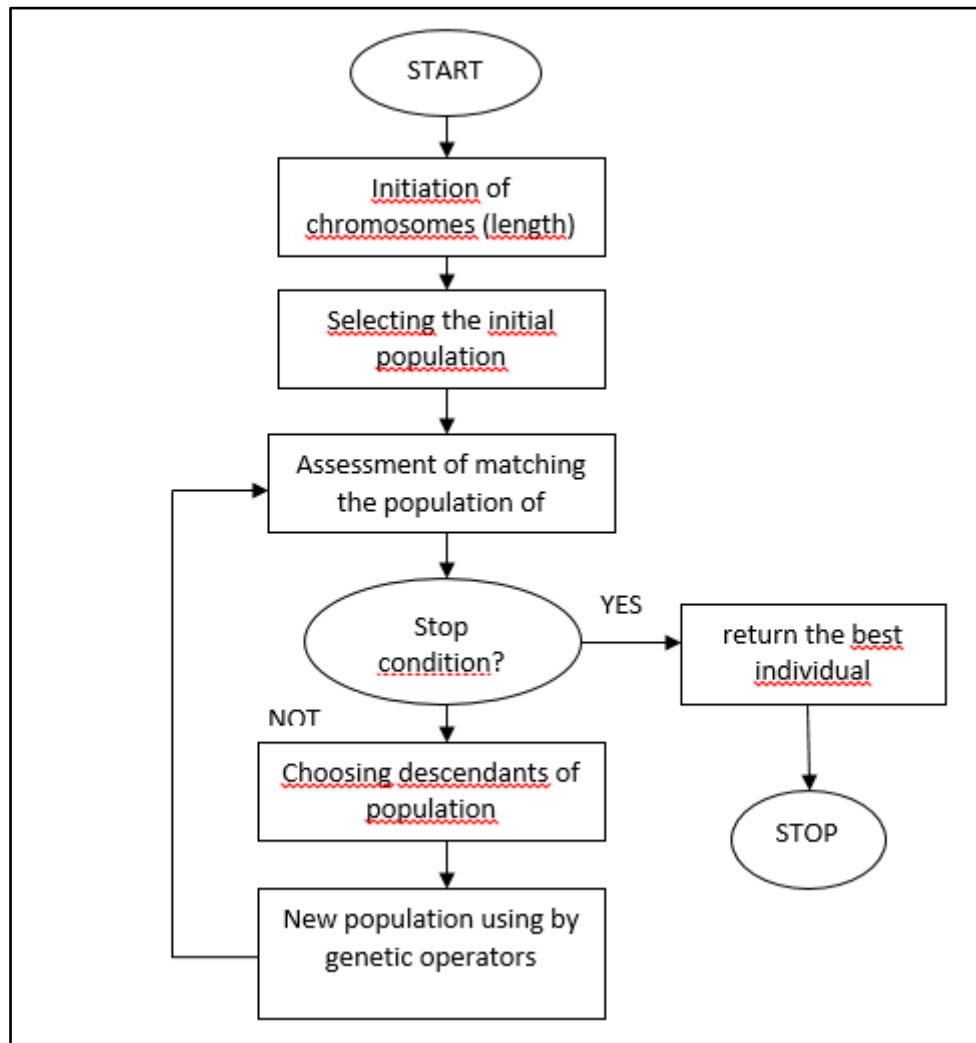 START
Initiation of
chromosomes (length)
Selecting the initial
population
Assessment of matching
the population of
Stop
condition?
YES
return the best
individual
NOT
Choosing descendants of
population
STOP
New population using by
genetic operators